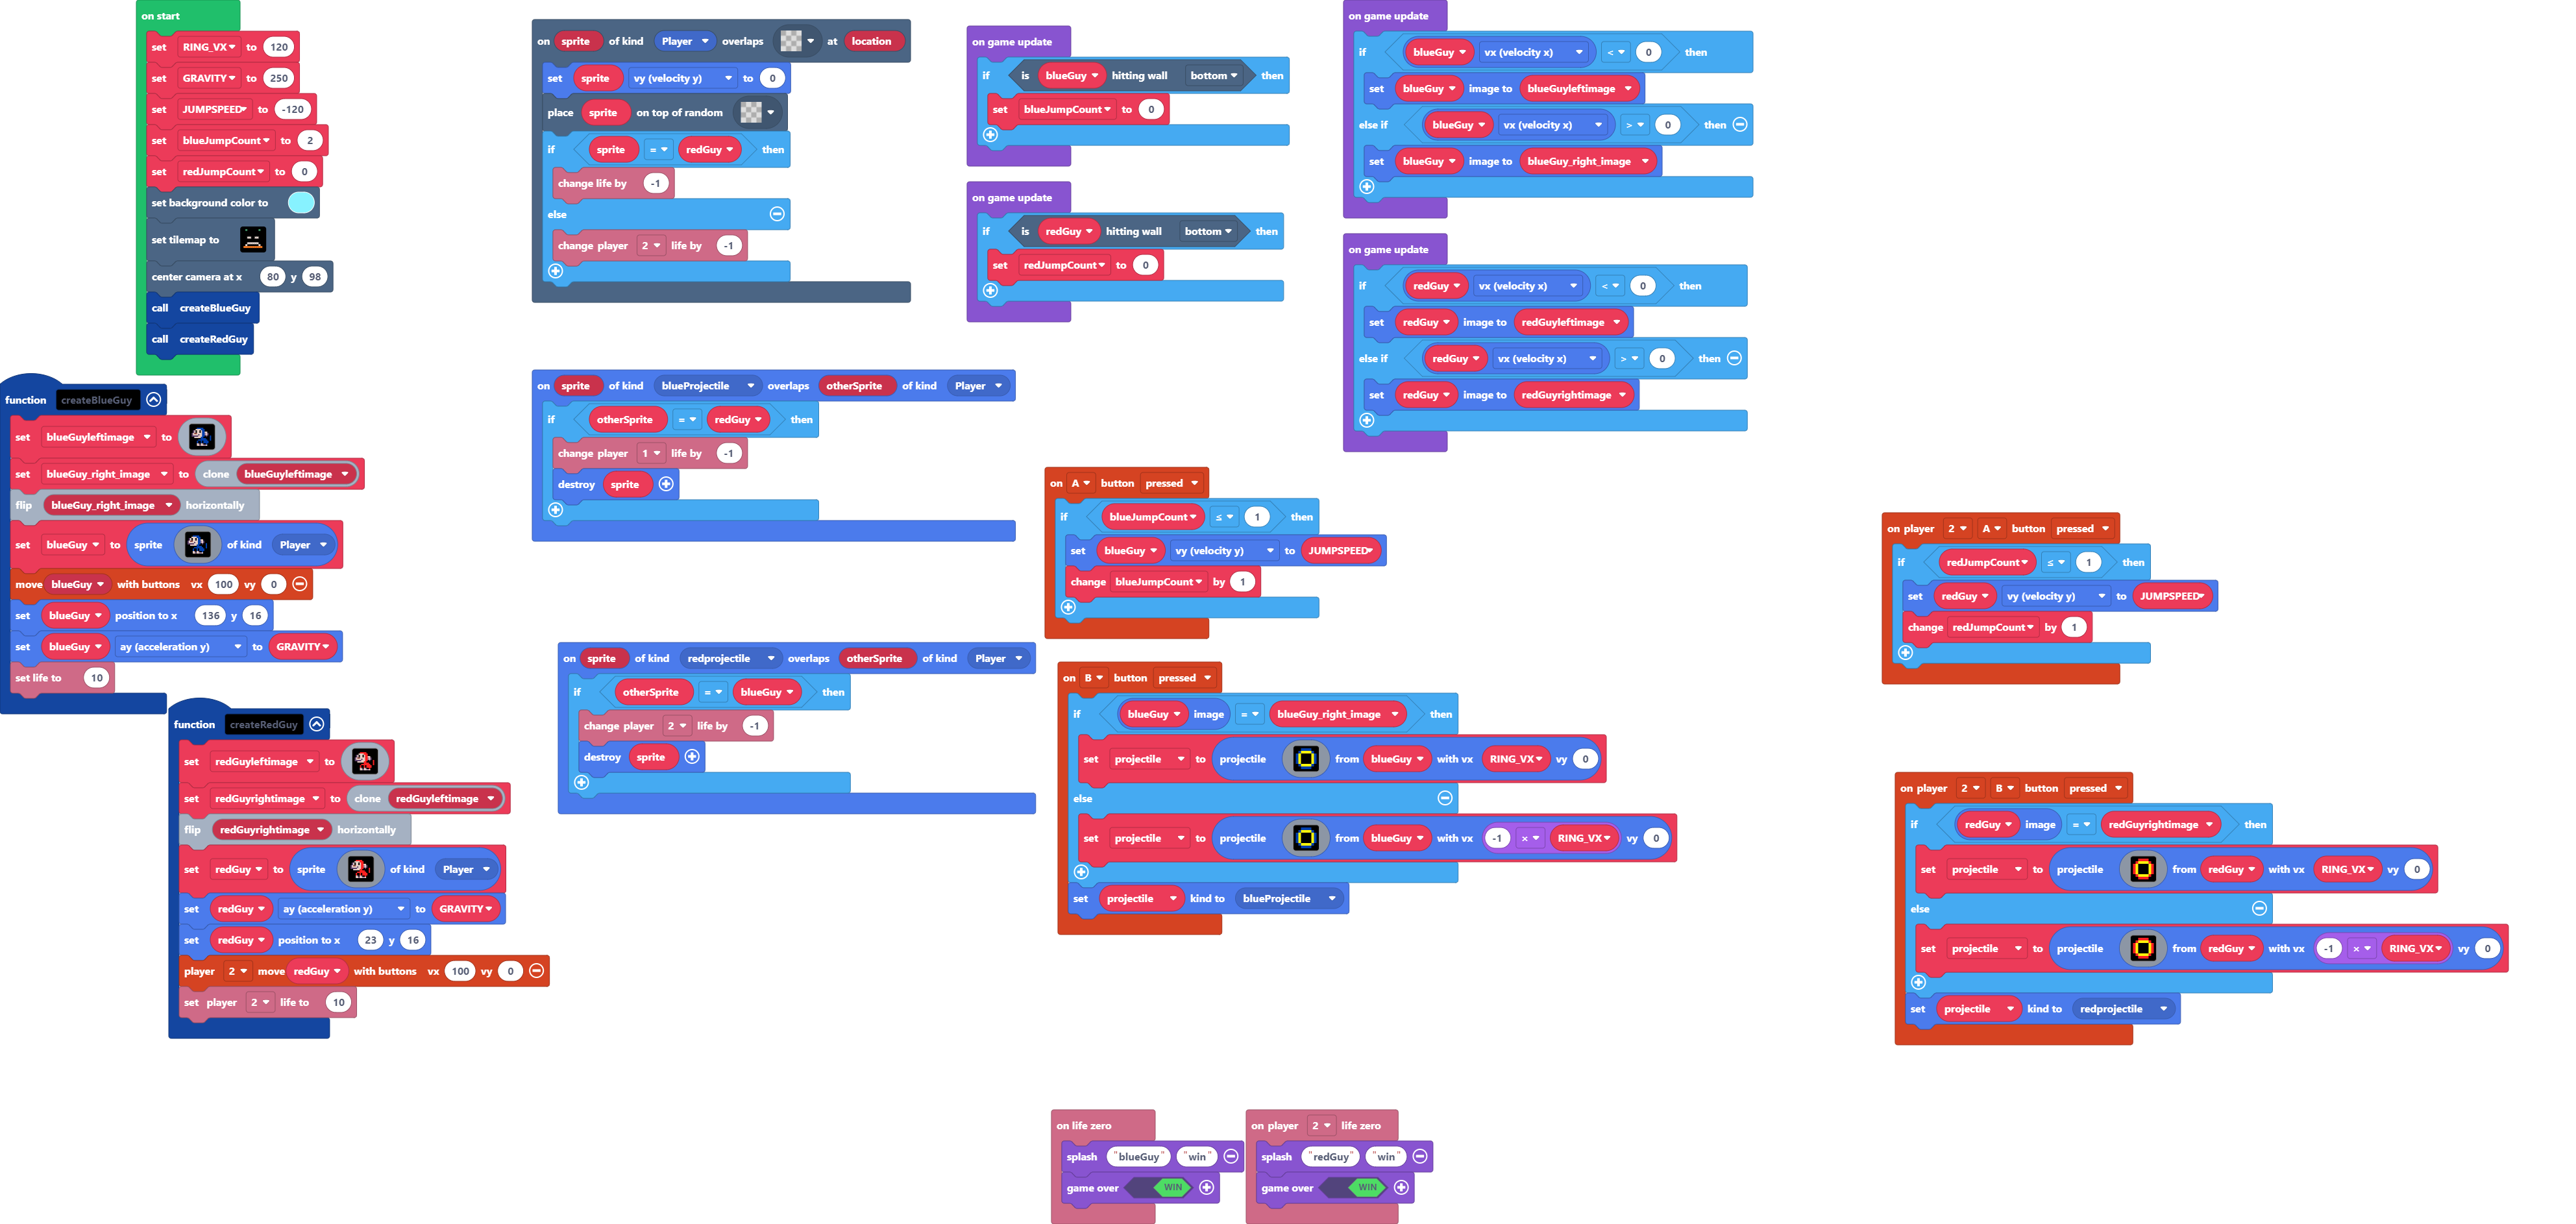 on start
set RING_VX to 120
set GRAVITY to 250
set JUMPSPEED to -120
set blueJumpCount to 2
set redJumpCount to 0
set background color to
set tilemap to
center camera at x 80 y 98
call createBlueGuy
call createRedGuy
function createBlueGuy
set blueGuyleftimage to
set blueGuy_right_image to clone blueGuyleftimage
flip blueGuy_right_image horizontally
set blueGuy to sprite of kind Player
move blueGuy with buttons vx 100 vy 0
set blueGuy position to x 136 y 16
set blueGuy ay (acceleration y) to GRAVITY
set life to 10
function createRedGuy
set redGuyleftimage to
set redGuyrightimage to clone redGuyleftimage
flip redGuyrightimage horizontally
set redGuy to sprite of kind Player
set redGuy ay (acceleration y) to GRAVITY
set redGuy position to x 23 y 16
player 2 move redGuy with buttons vx 100 vy 0
set player 2 life to 10
on sprite of kind Player overlaps at location
set sprite vy (velocity y) to 0
place sprite on top of random
if sprite = redGuy then
change life by -1
else
change player 2 life by -1
on sprite of kind blueProjectile overlaps otherSprite of kind Player
if otherSprite = redGuy then
change player 1 life by -1
destroy sprite
on sprite of kind redprojectile overlaps otherSprite of kind Player
if otherSprite = blueGuy then
change player 2 life by -1
destroy sprite
on game update
if is blueGuy hitting wall bottom then
set blueJumpCount to 0
on game update
if is redGuy hitting wall bottom then
set redJumpCount to 0
on game update
if blueGuy vx (velocity x) < 0 then
set blueGuy image to blueGuyleftimage
else if blueGuy vx (velocity x) > 0 then
set blueGuy image to blueGuy_right_image
on game update
if redGuy vx (velocity x) < 0 then
set redGuy image to redGuyleftimage
else if redGuy vx (velocity x) > 0 then
set redGuy image to redGuyrightimage
on A button pressed
if blueJumpCount ≤ 1 then
set blueGuy vy (velocity y) to JUMPSPEED
change blueJumpCount by 1
on B button pressed
if blueGuy image = blueGuy_right_image then
set projectile to projectile from blueGuy with vx RING_VX vy 0
else
set projectile to projectile from blueGuy with vx -1 × RING_VX vy 0
set projectile kind to blueProjectile
on player 2 A button pressed
if redJumpCount ≤ 1 then
set redGuy vy (velocity y) to JUMPSPEED
change redJumpCount by 1
on player 2 B button pressed
if redGuy image = redGuyrightimage then
set projectile to projectile from redGuy with vx RING_VX vy 0
else
set projectile to projectile from redGuy with vx -1 × RING_VX vy 0
set projectile kind to redprojectile
on life zero
splash "blueGuy" "win"
game over WIN
on player 2 life zero
splash "redGuy" "win"
game over WIN